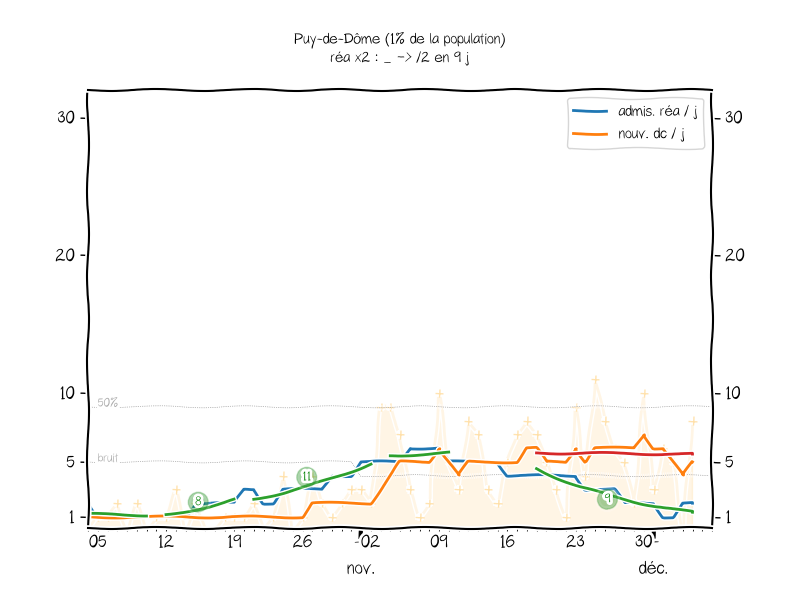 Puy-de-Dôme (1% de la population)
réa x2 : _ -> /2 en 9 j
admis. réa / j
nouv. dc / j
30
30
20
20
10
10
50%
5
bruit
5
11
8
9
1
1
05 12 19 26 02 09 16 23 30
nov. déc.